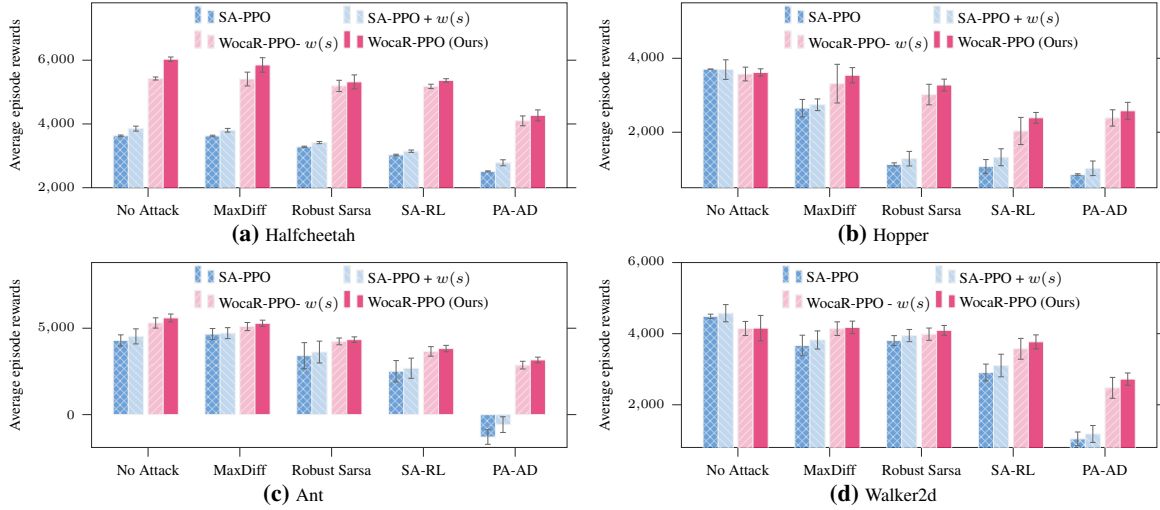 Average episode rewards
SA-PPO
SA-PPO + w(s)
WocaR-PPO- w(s)
WocaR-PPO (Ours)
6,000
4,000
2,000
No Attack
MaxDiff
Robust Sarsa
SA-RL
PA-AD
(a) Halfcheetah
Average episode rewards
SA-PPO
SA-PPO + w(s)
WocaR-PPO- w(s)
WocaR-PPO (Ours)
4,000
2,000
No Attack
MaxDiff
Robust Sarsa
SA-RL
PA-AD
(b) Hopper
Average episode rewards
SA-PPO
SA-PPO + w(s)
WocaR-PPO- w(s)
WocaR-PPO (Ours)
5,000
0
No Attack
MaxDiff
Robust Sarsa
SA-RL
PA-AD
(c) Ant
Average episode rewards
SA-PPO
SA-PPO + w(s)
WocaR-PPO - w(s)
WocaR-PPO (Ours)
6,000
4,000
2,000
No Attack
MaxDiff
Robust Sarsa
SA-RL
PA-AD
(d) Walker2d